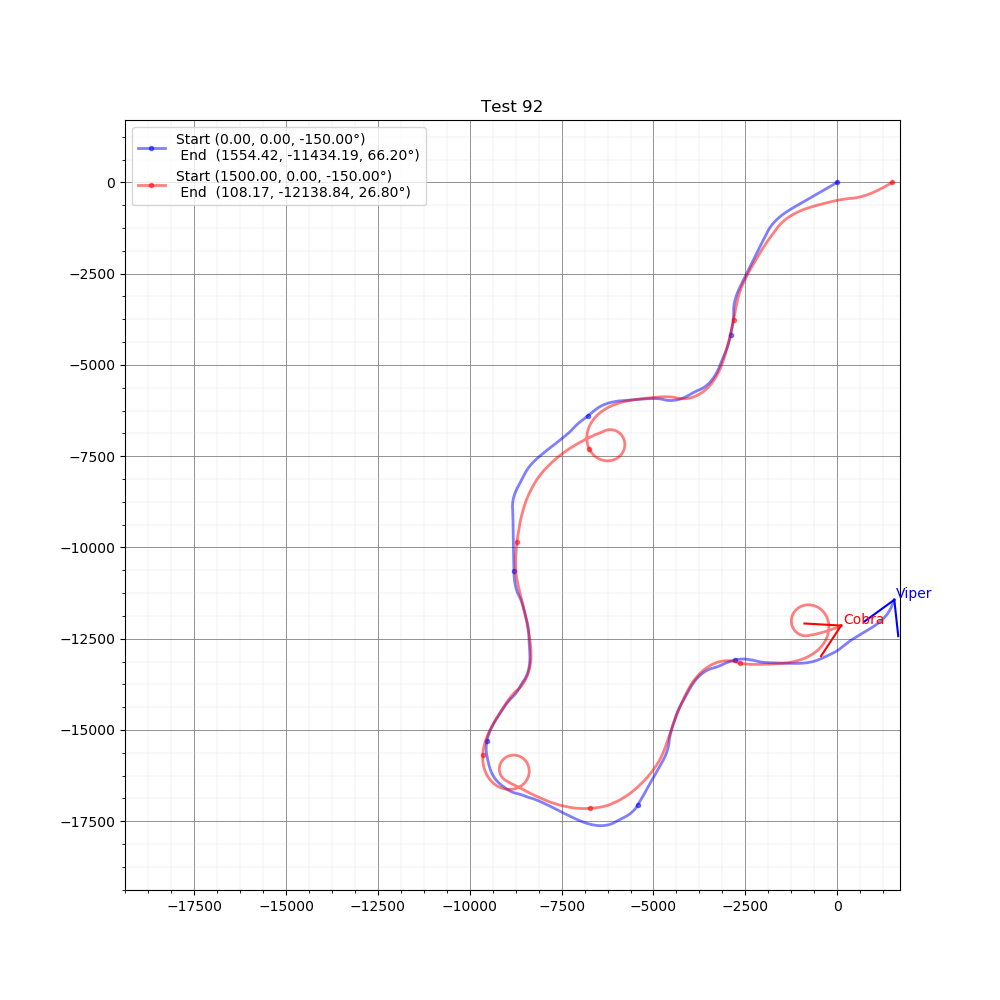 Test 92
Start (0.00, 0.00, -150.00°)
End  (1554.42, -11434.19, 66.20°)
Start (1500.00, 0.00, -150.00°)
End  (108.17, -12138.84, 26.80°)
0
−2500
−5000
−7500
−10000
−12500
−15000
−17500
Viper
Cobra
−17500 −15000 −12500 −10000 −7500 −5000 −2500 0